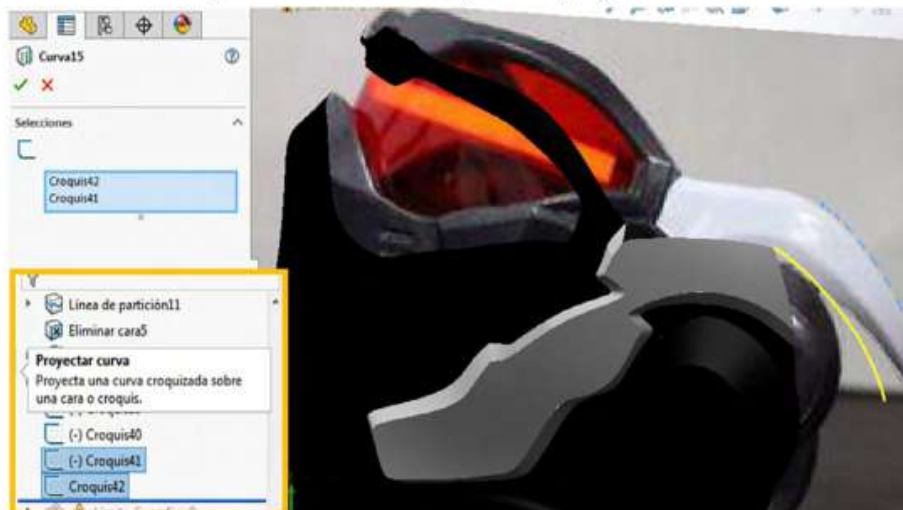 Curva15
Selecciones
Croquis42
Croquis41
Línea de partición11
Eliminar cara5
Proyectar curva
Proyecta una curva croquizada sobre
una cara o croquis.
(-) Croquis40
(-) Croquis41
Croquis42